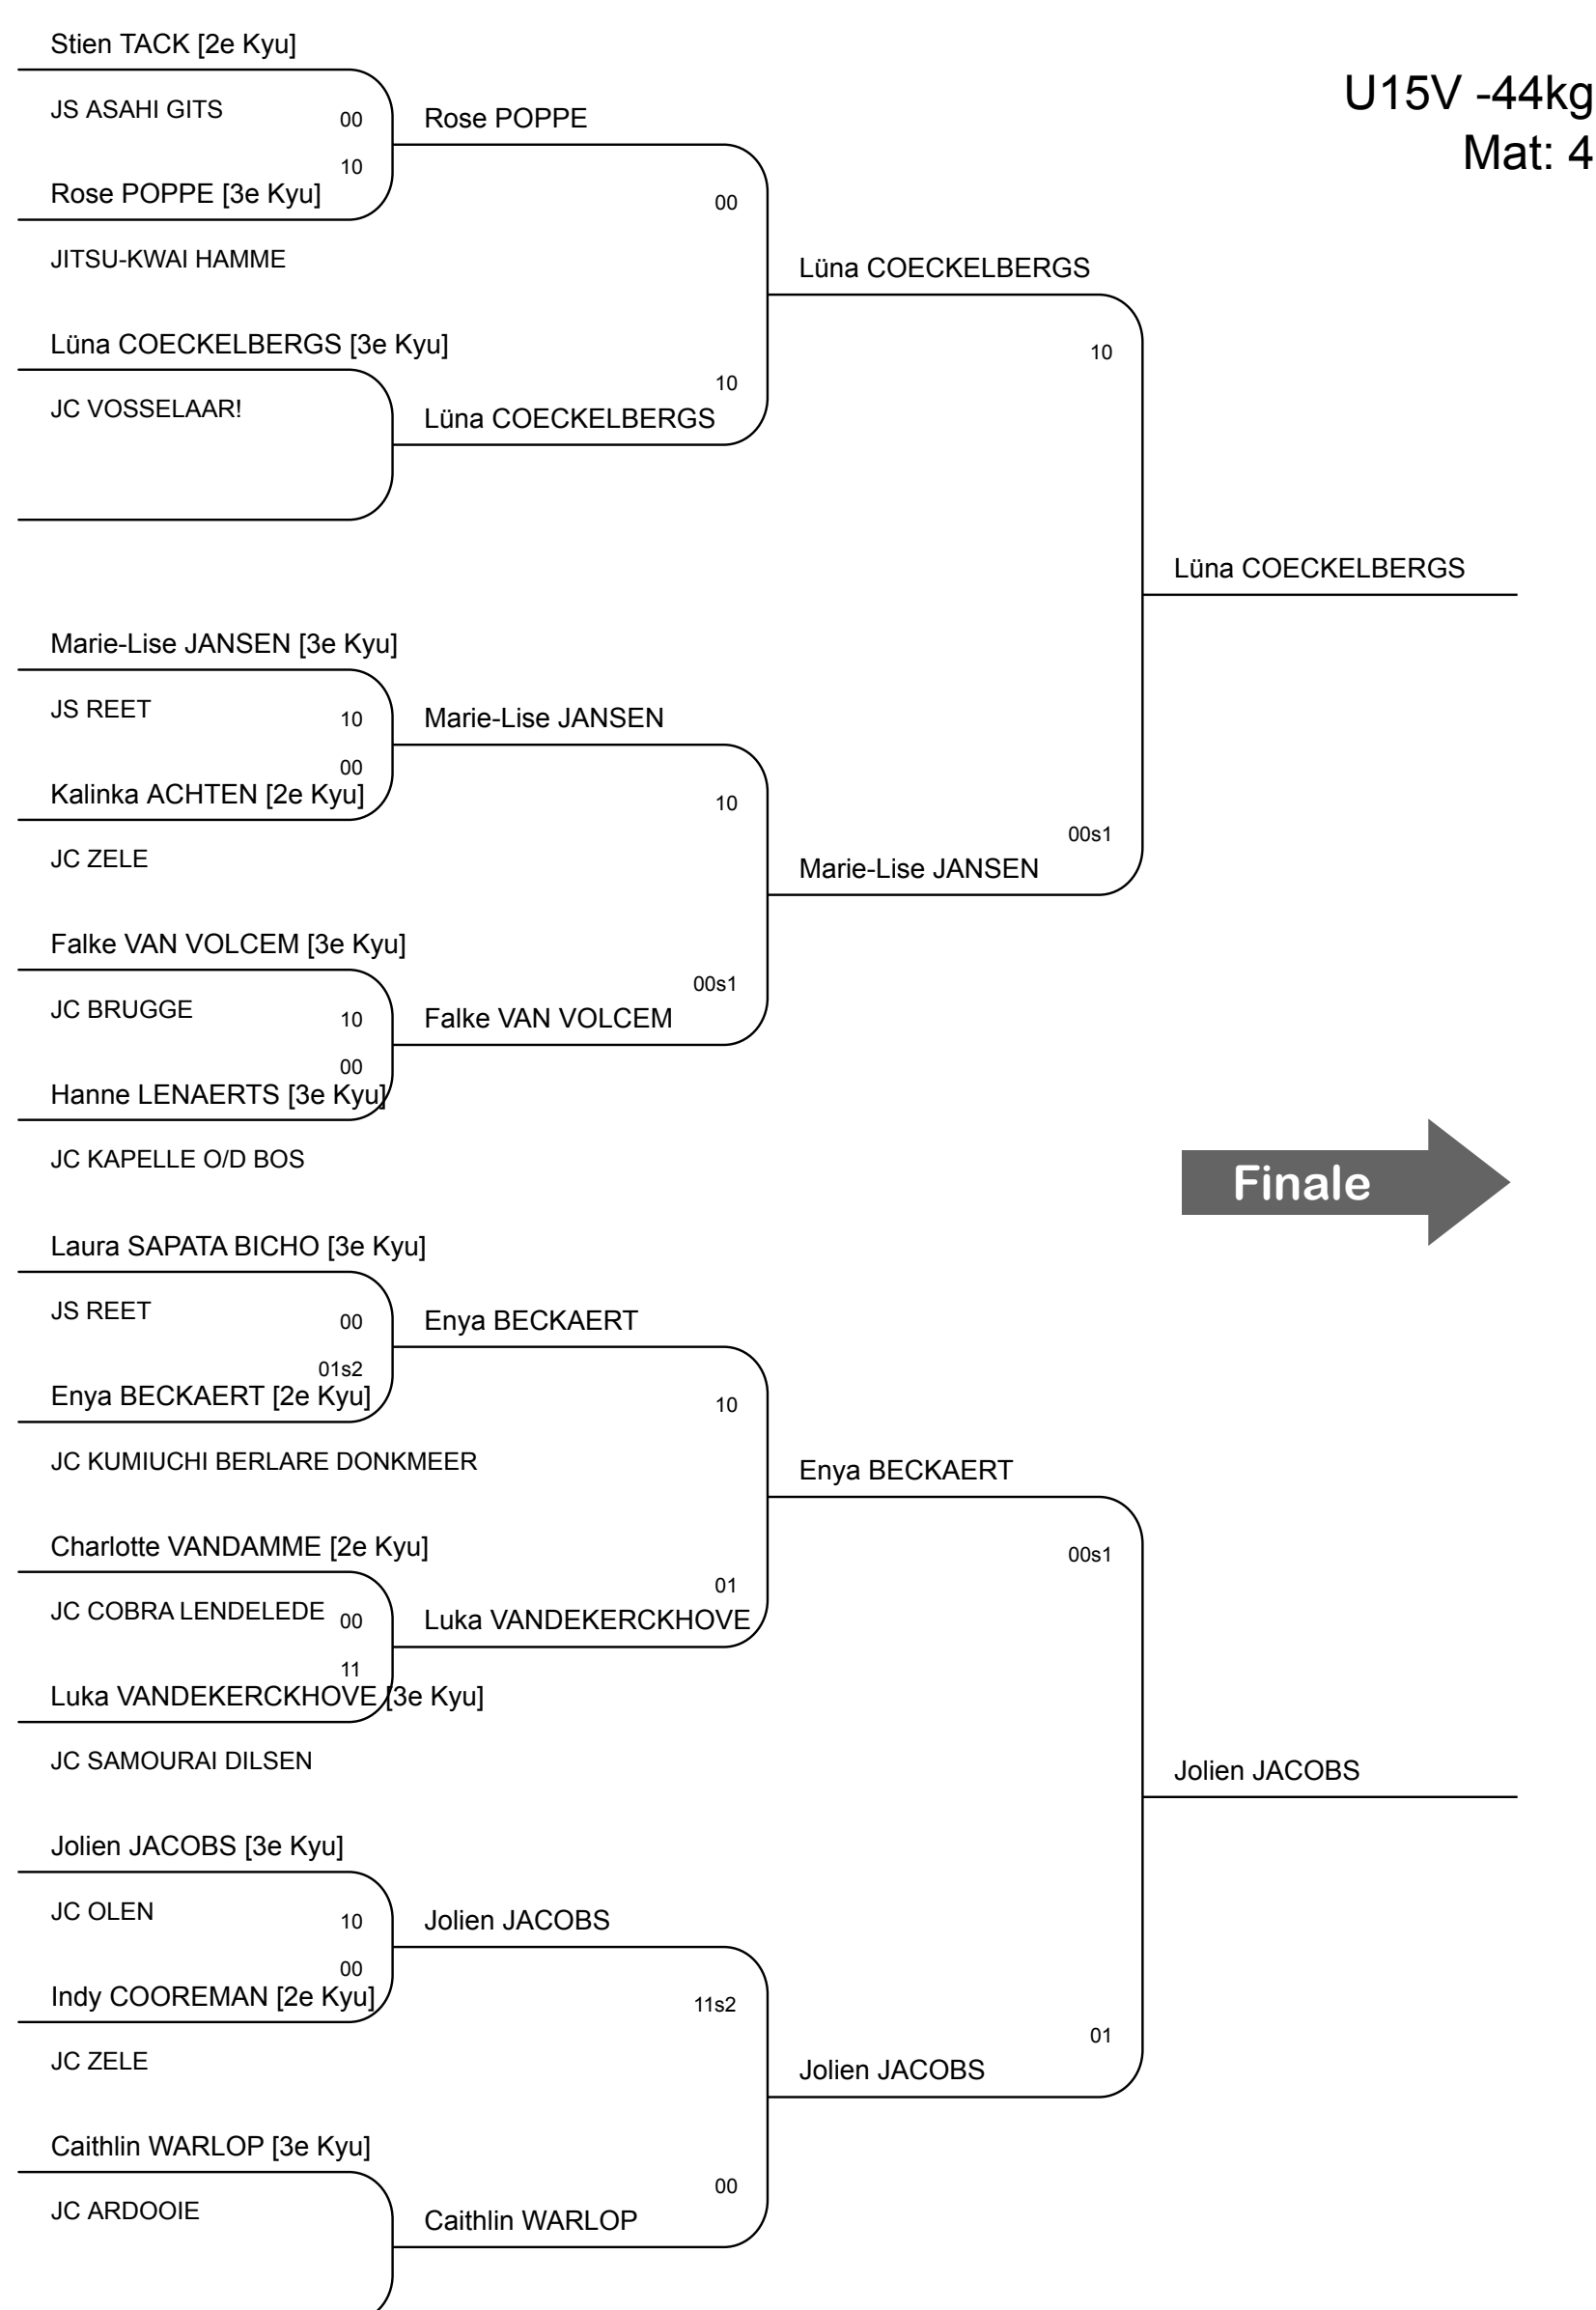 Stien TACK [2e Kyu]
U15V -44kg
JS ASAHI GITS
00
Rose POPPE
Mat: 4
10
Rose POPPE [3e Kyu]
00
JITSU-KWAI HAMME
Lüna COECKELBERGS
Lüna COECKELBERGS [3e Kyu]
10
10
JC VOSSELAAR!
Lüna COECKELBERGS
Lüna COECKELBERGS
Marie-Lise JANSEN [3e Kyu]
JS REET
10
Marie-Lise JANSEN
00
Kalinka ACHTEN [2e Kyu]
10
00s1
JC ZELE
Marie-Lise JANSEN
Falke VAN VOLCEM [3e Kyu]
00s1
JC BRUGGE
10
Falke VAN VOLCEM
00
Hanne LENAERTS [3e Kyu]
JC KAPELLE O/D BOS
Finale
Laura SAPATA BICHO [3e Kyu]
JS REET
00
Enya BECKAERT
01s2
Enya BECKAERT [2e Kyu]
10
JC KUMIUCHI BERLARE DONKMEER
Enya BECKAERT
Charlotte VANDAMME [2e Kyu]
00s1
01
JC COBRA LENDELEDE
00
Luka VANDEKERCKHOVE
11
Luka VANDEKERCKHOVE [3e Kyu]
JC SAMOURAI DILSEN
Jolien JACOBS
Jolien JACOBS [3e Kyu]
JC OLEN
10
Jolien JACOBS
00
Indy COOREMAN [2e Kyu]
11s2
01
JC ZELE
Jolien JACOBS
Caithlin WARLOP [3e Kyu]
00
JC ARDOOIE
Caithlin WARLOP